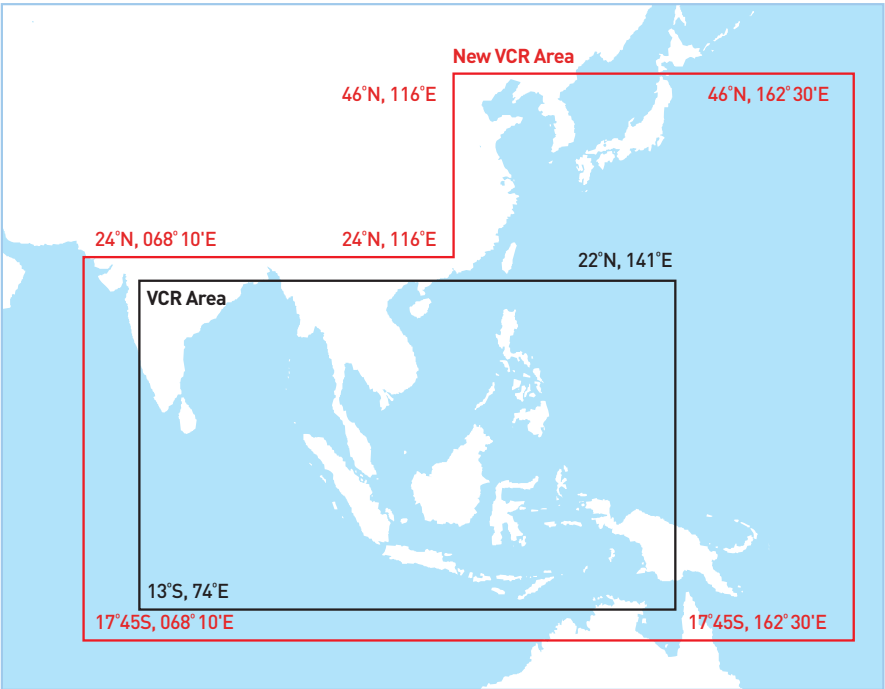 New VCR Area
46°N, 116°E
46°N, 162°30'E
24°N, 068°10'E
24°N, 116°E
22°N, 141°E
VCR Area
13°S, 74°E
17°45S, 068°10'E
17°45S, 162°30'E